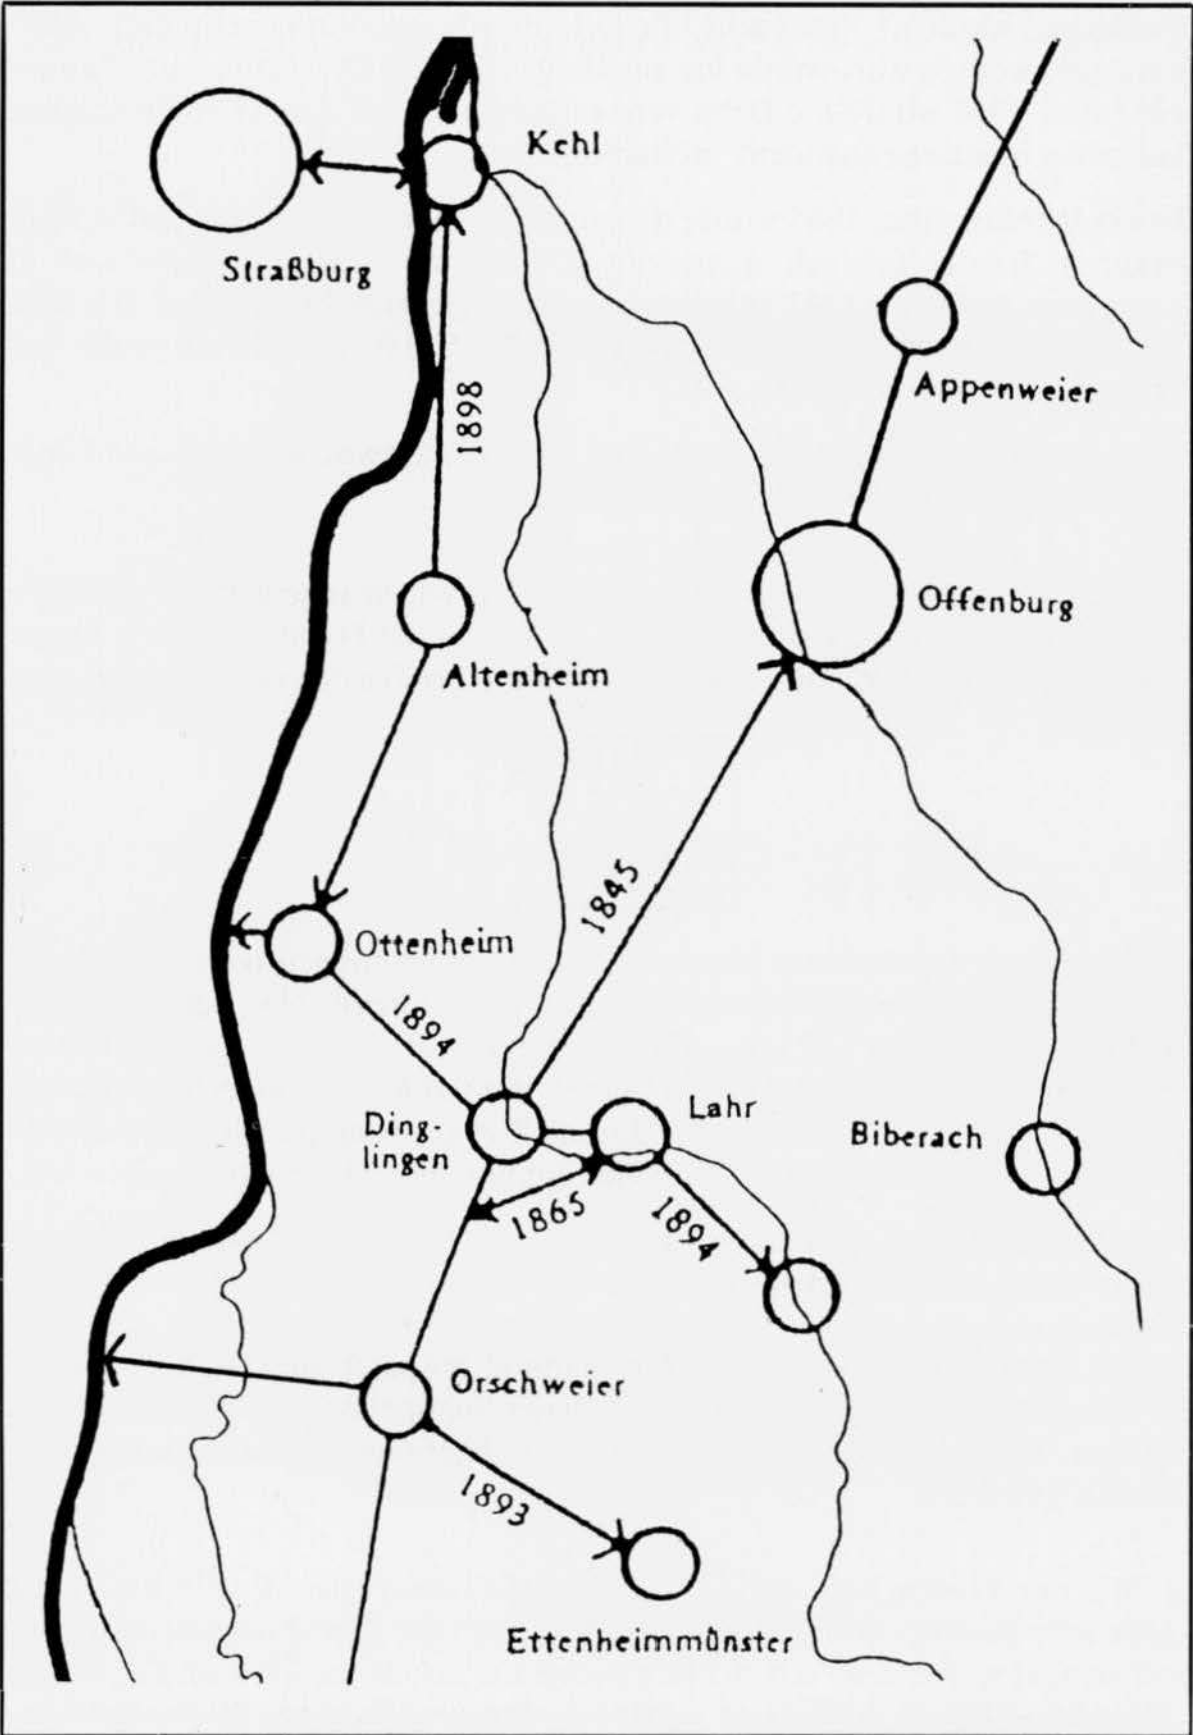 Kehl
Straßburg
Appenweier
1898
Offenburg
Altenheim
1845
Ottenheim
1894
Lahr
Ding-
lingen
Biberach
1865
1894
Orschweier
1893
Ettenheimmünster